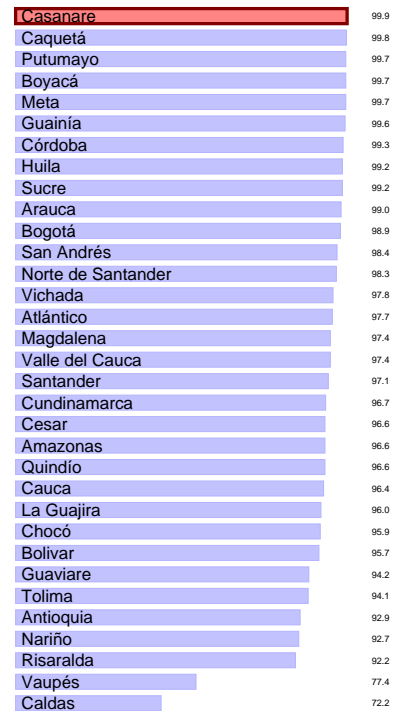 Casanare 99.9
Caquetá 99.8
Putumayo 99.7
Boyacá 99.7
Meta 99.7
Guainía 99.6
Córdoba 99.3
Huila 99.2
Sucre 99.2
Arauca 99.0
Bogotá 98.9
San Andrés 98.4
Norte de Santander 98.3
Vichada 97.8
Atlántico 97.7
Magdalena 97.4
Valle del Cauca 97.4
Santander 97.1
Cundinamarca 96.7
Cesar 96.6
Amazonas 96.6
Quindío 96.6
Cauca 96.4
La Guajira 96.0
Chocó 95.9
Bolivar 95.7
Guaviare 94.2
Tolima 94.1
Antioquia 92.9
Nariño 92.7
Risaralda 92.2
Vaupés 77.4
Caldas 72.2